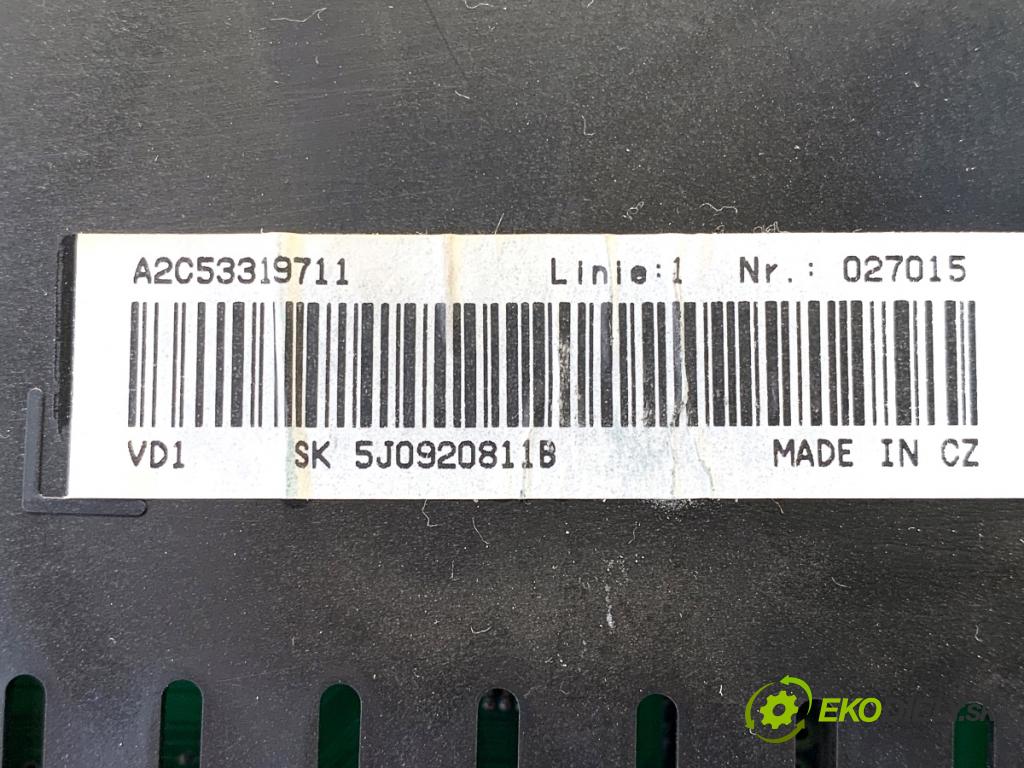 A2C53319711 Linie:1 Nr.: 027015
VD1 SK 5J0920811B MADE IN CZ
EKO